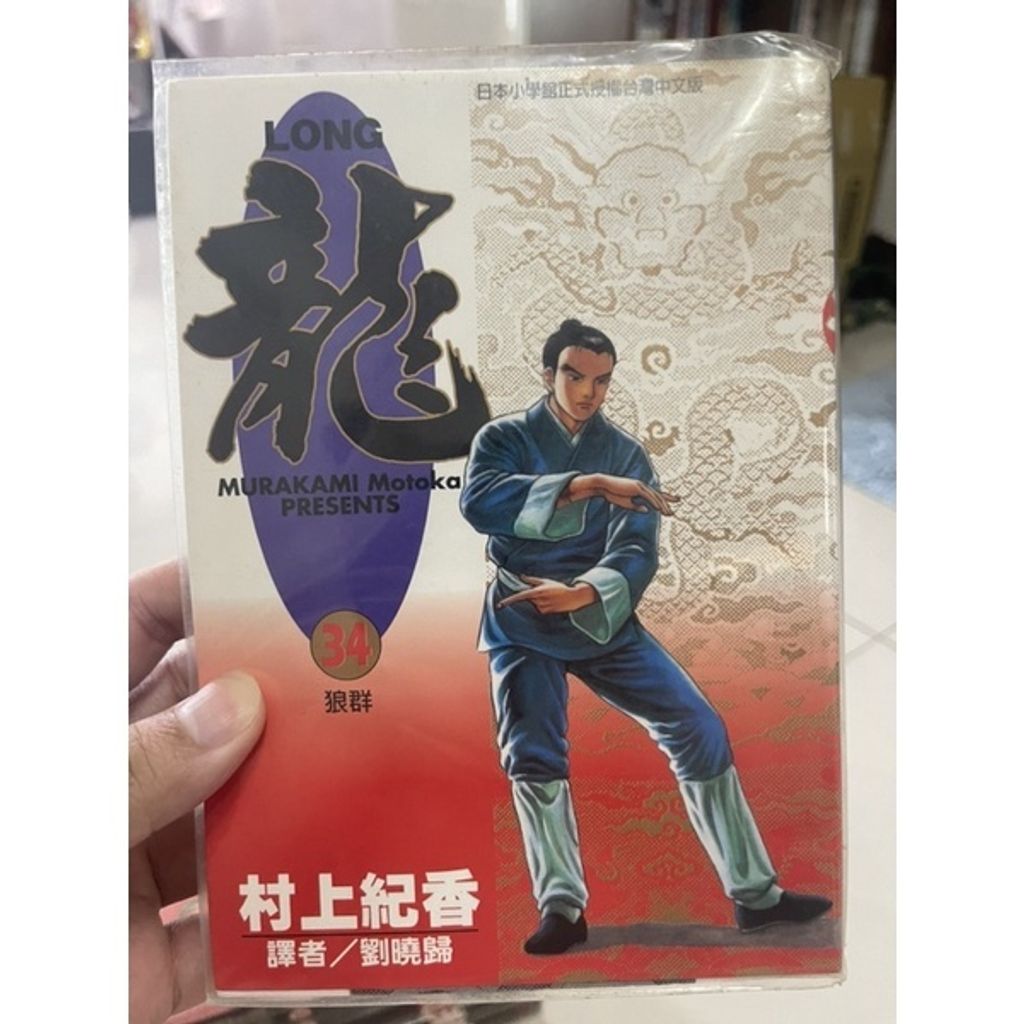 日本小學館正式授權台灣中文版
LONG
龍
MURAKAMI Motoka
PRESENTS
34
狼群
村上紀香
譯者／劉曉歸